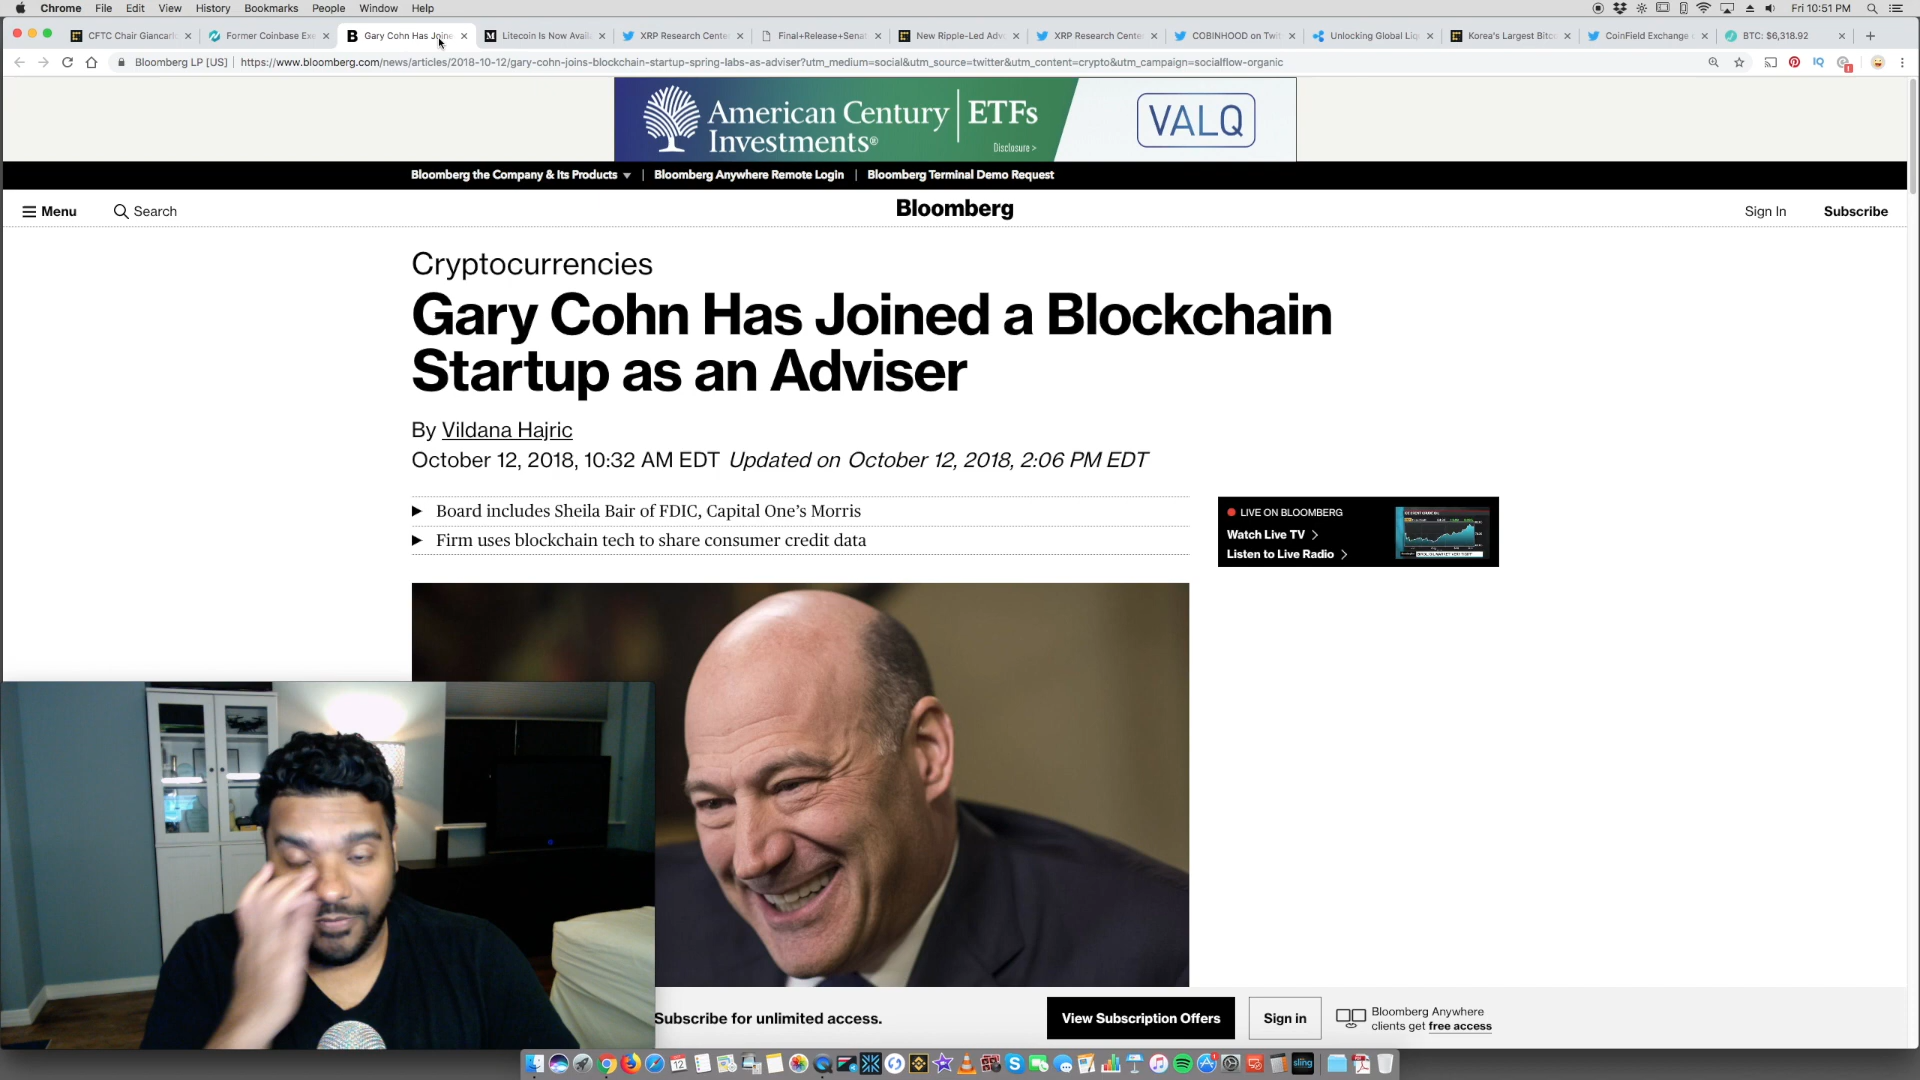 Chrome File Edit View History Bookmarks People Window Help
Fri 10:51 PM
CFTC Chair Giancarl
Former Coinbase Exe
Gary Cohn Has Joine
Litecoin Is Now Avail
XRP Research Cente
Final+Release+Senat
New Ripple-Led Advo
XRP Research Cente
COBINHOOD on Twit
Unlocking Global Liq
Korea's Largest Bitco
CoinField Exchange
BTC: $6,318.92
Bloomberg LP [US] https://www.bloomberg.com/news/articles/2018-10-12/gary-cohn-joins-blockchain-startup-spring-labs-as-adviser?utm_medium=social&utm_source=twitter&utm_content=crypto&utm_campaign=socialflow-organic
American Century Investments® ETFs
Disclosure >
VALQ
Bloomberg the Company & Its Products | Bloomberg Anywhere Remote Login | Bloomberg Terminal Demo Request
Menu Search Bloomberg Sign In Subscribe
Cryptocurrencies
Gary Cohn Has Joined a Blockchain
Startup as an Adviser
By Vildana Hajric
October 12, 2018, 10:32 AM EDT Updated on October 12, 2018, 2:06 PM EDT
Board includes Sheila Bair of FDIC, Capital One's Morris
Firm uses blockchain tech to share consumer credit data
LIVE ON BLOOMBERG
Watch Live TV >
Listen to Live Radio >
Subscribe for unlimited access.
View Subscription Offers
Sign in
Bloomberg Anywhere
clients get free access
sling